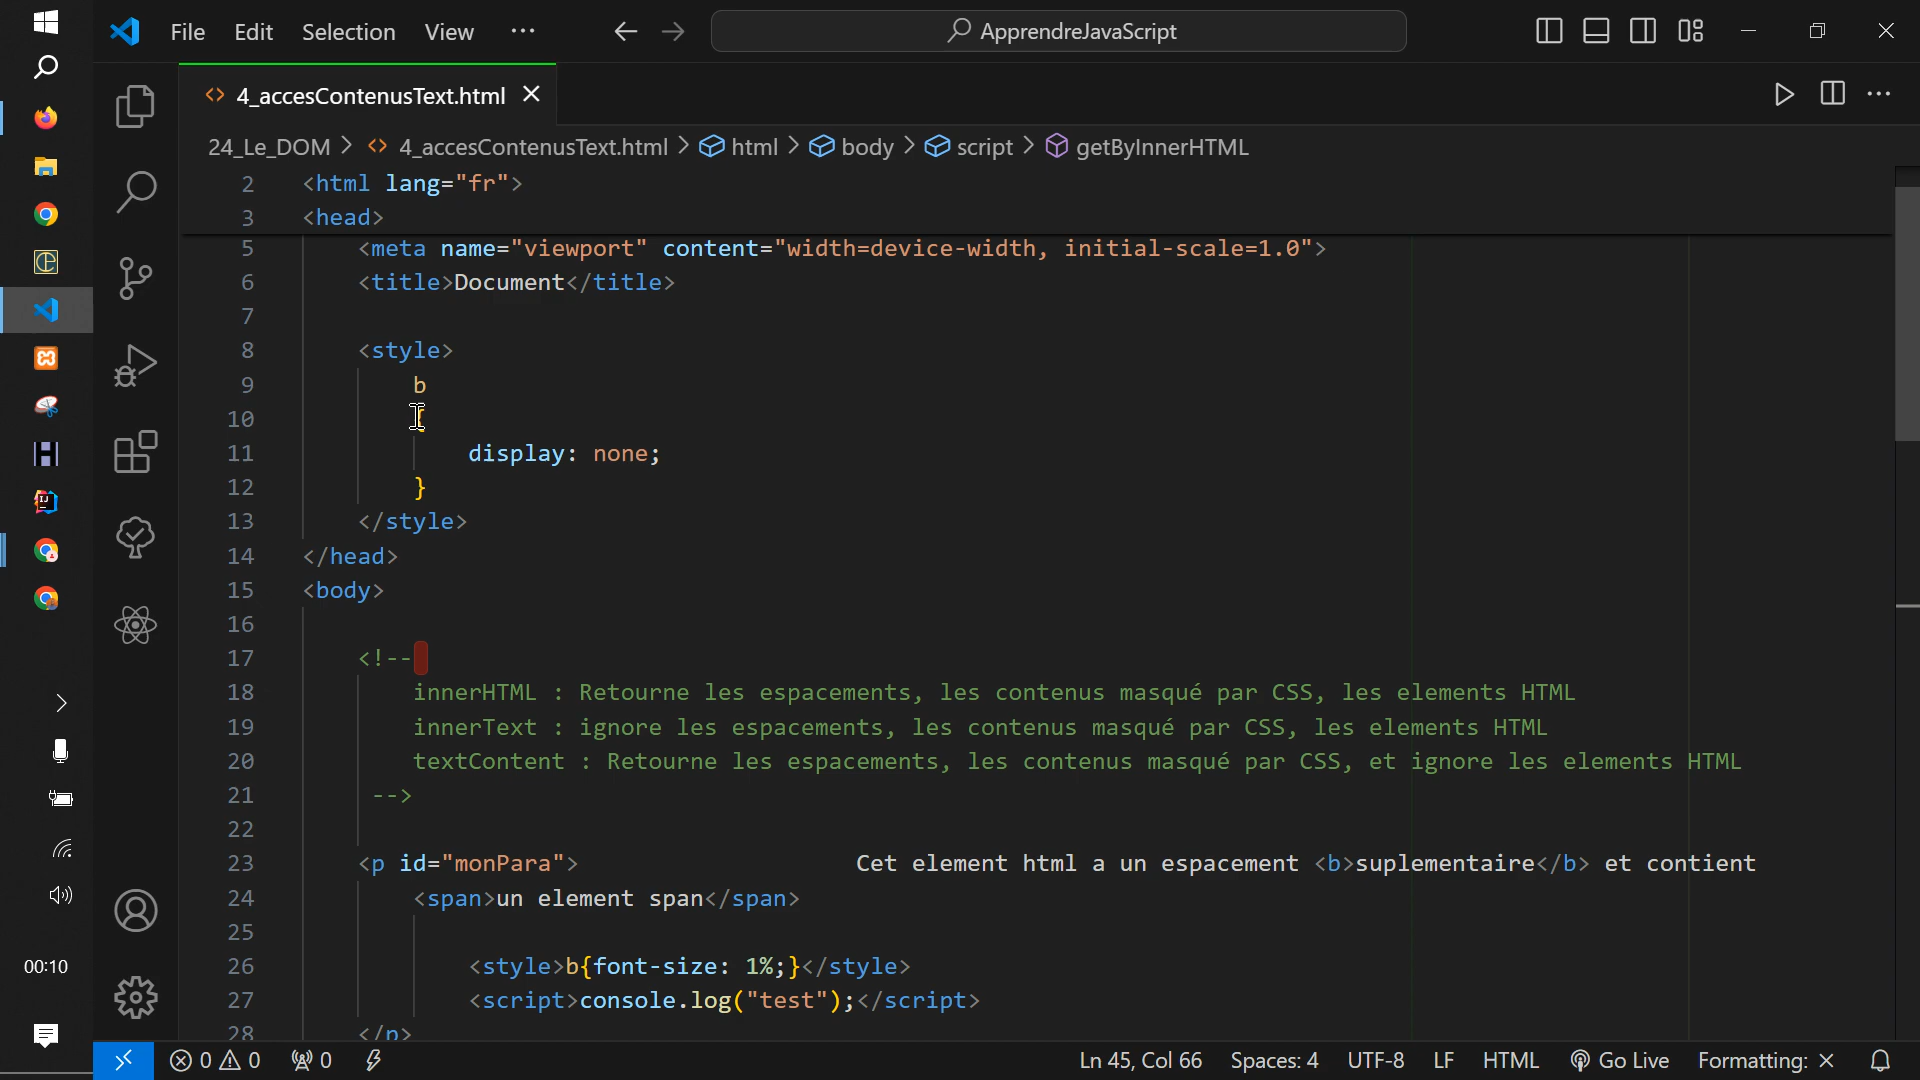 File Edit Selection View ··· ApprendreJavaScript
4_accesContenusText.html
24_Le_DOM > 4_accesContenusText.html > html > body > script > getByInnerHTML
2 <html lang="fr">
3 <head>
5 <meta name="viewport" content="width=device-width, initial-scale=1.0">
6 <title>Document</title>
7
8 <style>
9 b
10 {
11 display: none;
12 }
13 </style>
14 </head>
15 <body>
16
17 <!--
18 innerHTML : Retourne les espacements, les contenus masqué par CSS, les elements HTML
19 innerText : ignore les espacements, les contenus masqué par CSS, les elements HTML
20 textContent : Retourne les espacements, les contenus masqué par CSS, et ignore les elements HTML
21 -->
22
23 <p id="monPara"> Cet element html a un espacement <b>suplementaire</b> et contient
24 <span>un element span</span>
25
26 <style>b{font-size: 1%;}</style>
27 <script>console.log("test");</script>
28 </p>
00:10
0 0 0 Ln 45, Col 66 Spaces: 4 UTF-8 LF HTML Go Live Formatting: ×